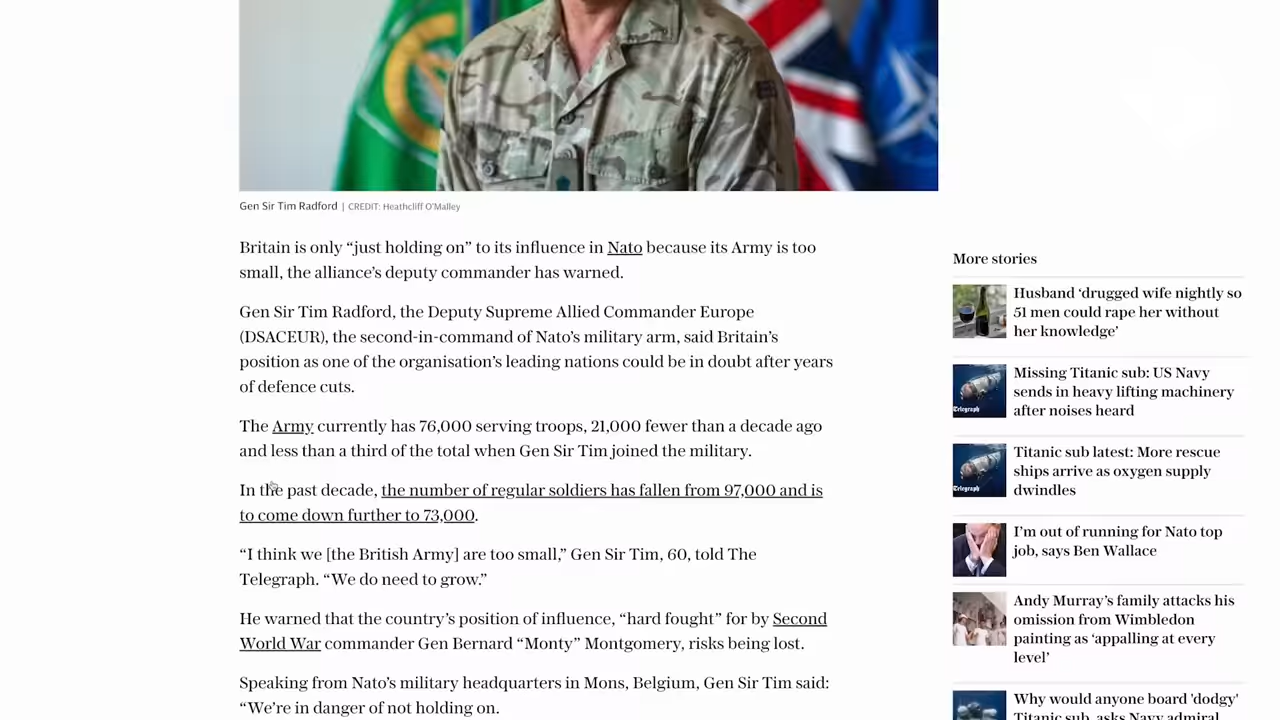 Gen Sir Tim Radford | CREDIT: Heathcliff O'Malley
Britain is only “just holding on” to its influence in Nato because its Army is too
small, the alliance’s deputy commander has warned.
Gen Sir Tim Radford, the Deputy Supreme Allied Commander Europe
(DSACEUR), the second-in-command of Nato’s military arm, said Britain’s
position as one of the organisation’s leading nations could be in doubt after years
of defence cuts.
The Army currently has 76,000 serving troops, 21,000 fewer than a decade ago
and less than a third of the total when Gen Sir Tim joined the military.
In the past decade, the number of regular soldiers has fallen from 97,000 and is
to come down further to 73,000.
“I think we [the British Army] are too small,” Gen Sir Tim, 60, told The
Telegraph. “We do need to grow.”
He warned that the country’s position of influence, “hard fought” for by Second
World War commander Gen Bernard “Monty” Montgomery, risks being lost.
Speaking from Nato’s military headquarters in Mons, Belgium, Gen Sir Tim said:
“We’re in danger of not holding on.
More stories
Husband ‘drugged wife nightly so
51 men could rape her without
her knowledge’
Missing Titanic sub: US Navy
sends in heavy lifting machinery
after noises heard
Telegraph
Titanic sub latest: More rescue
ships arrive as oxygen supply
dwindles
Telegraph
I’m out of running for Nato top
job, says Ben Wallace
Andy Murray’s family attacks his
omission from Wimbledon
painting as ‘appalling at every
level’
Why would anyone board 'dodgy'
Titanic sub, asks Navy admiral